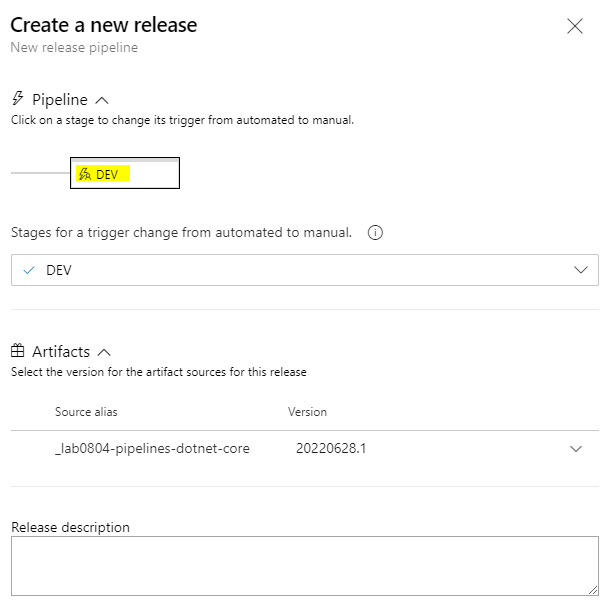 Create a new release
New release pipeline
Pipeline
Click on a stage to change its trigger from automated to manual.
DEV
Stages for a trigger change from automated to manual.
DEV
Artifacts
Select the version for the artifact sources for this release
Source alias Version
_lab0804-pipelines-dotnet-core 20220628.1
Release description